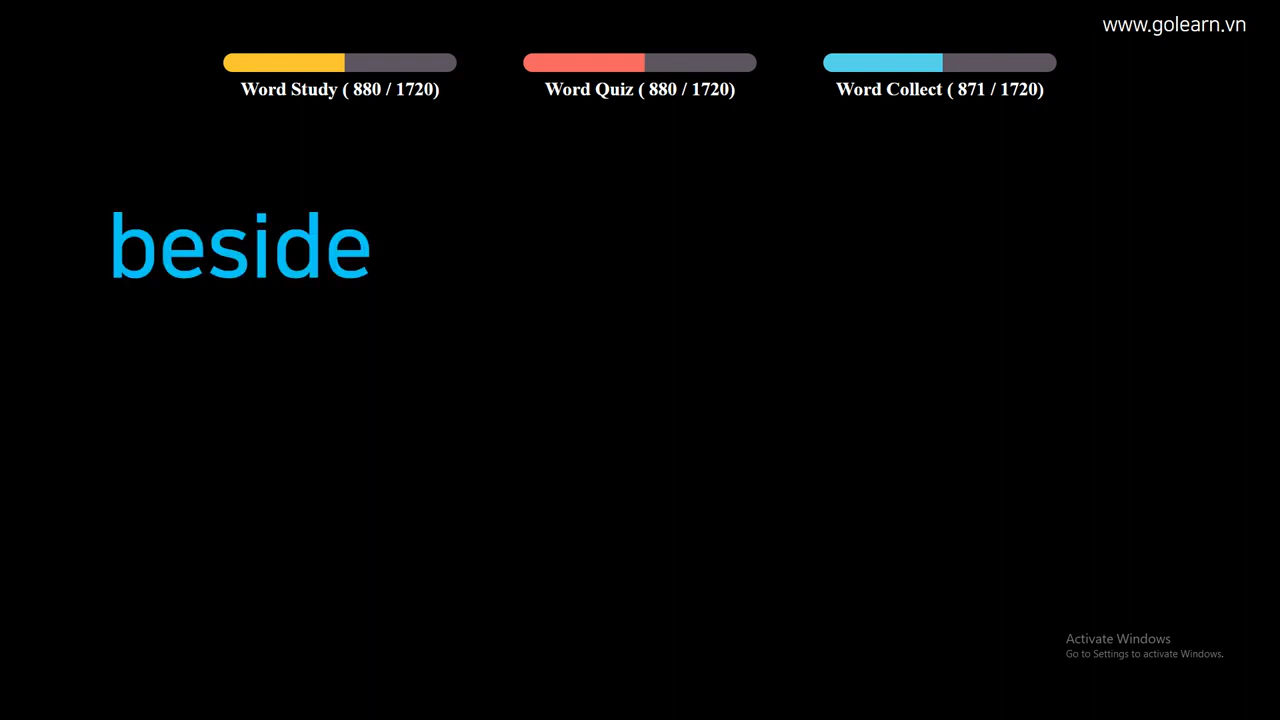 www.golearn.vn
Word Study ( 880 / 1720)
Word Quiz ( 880 / 1720)
Word Collect ( 871 / 1720)
beside
Activate Windows
Go to Settings to activate Windows.